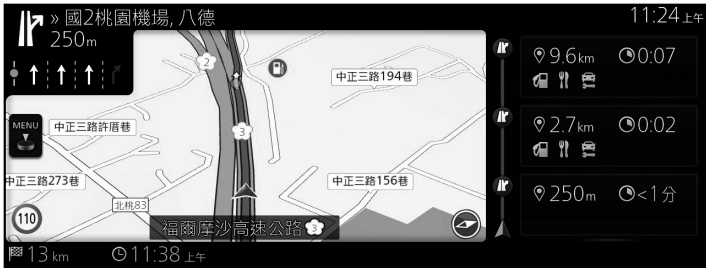 » 國2桃園機場, 八德
250m
11:24 上午
2
中正三路194巷
MENU
中正三路許厝巷
3
中正三路273巷
中正三路156巷
北桃83
110
福爾摩沙高速公路 3
13 km
11:38 上午
9.6km
0:07
2.7km
0:02
250m
<1分